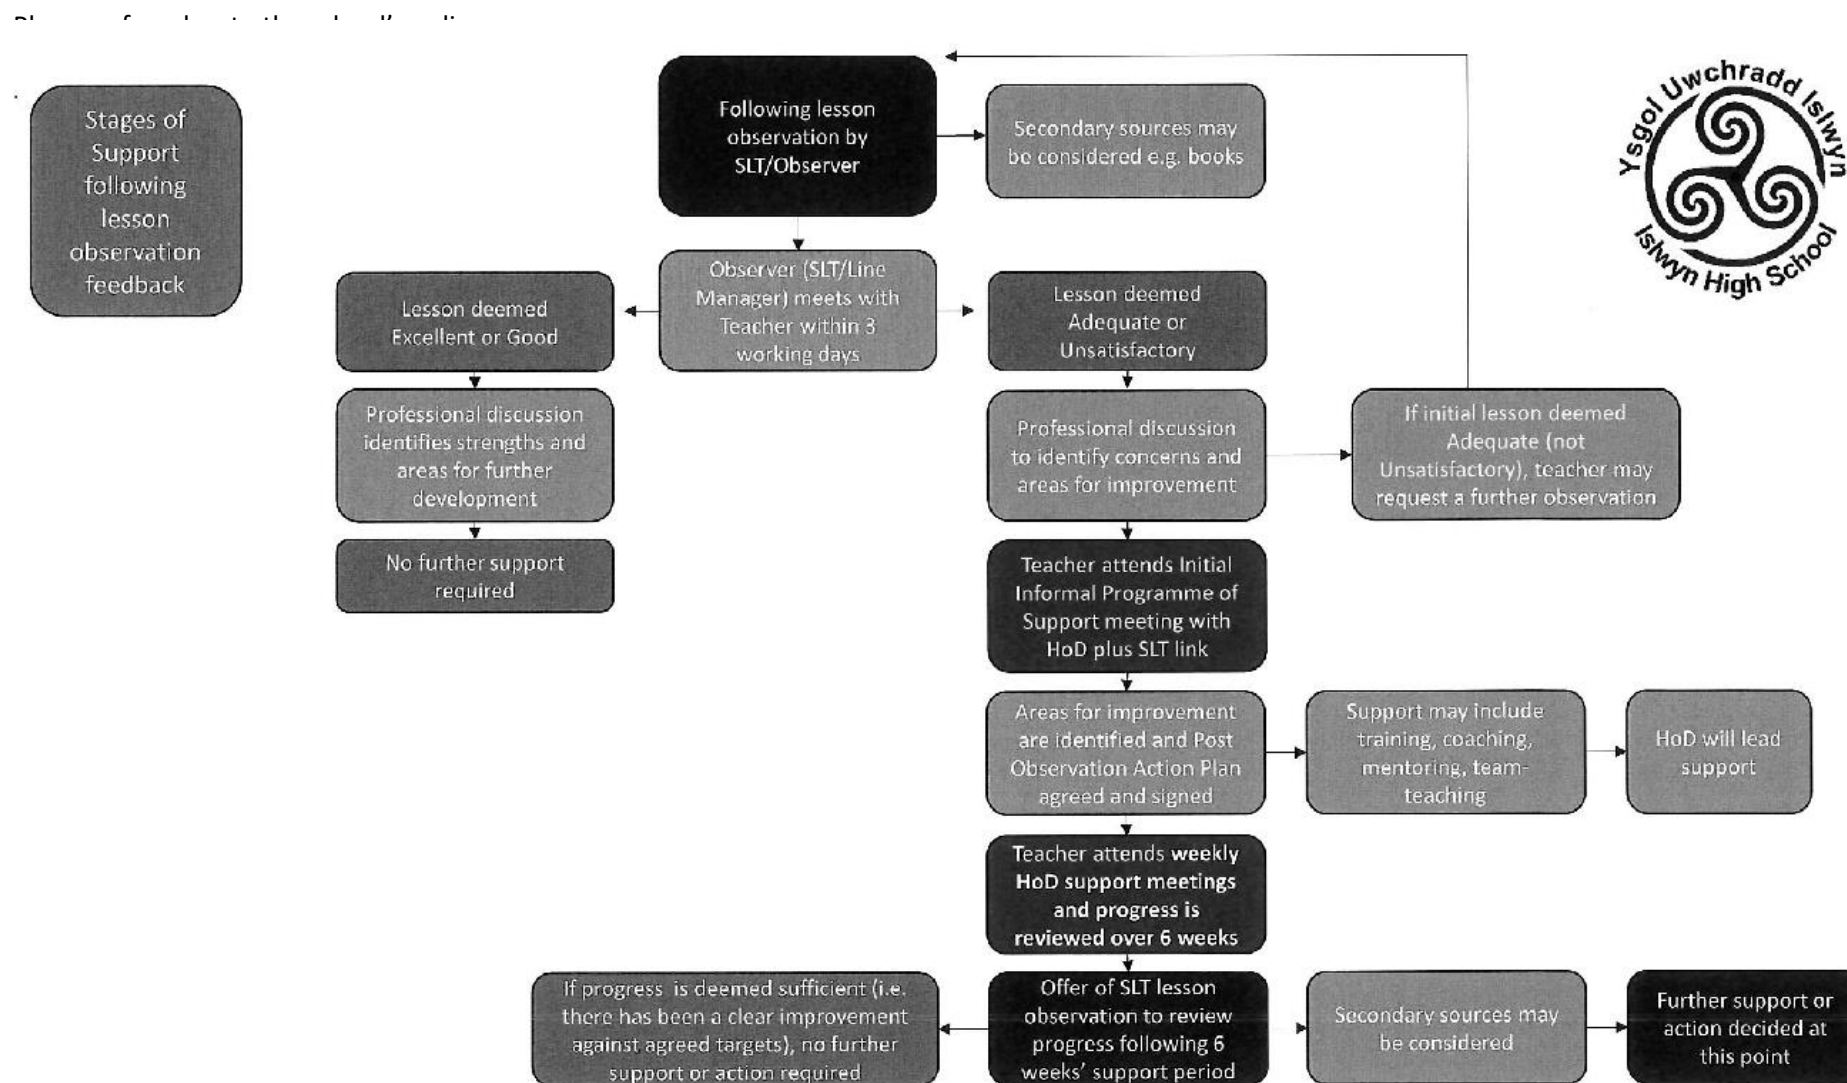 Stages of
Support
following
lesson
observation
feedback
Following lesson
observation by
SLT/Observer
Secondary sources may
be considered e.g. books
Ysgol Uwchradd Islwyn
Islwyn High School
Observer (SLT/Line
Manager) meets with
Teacher within 3
working days
Lesson deemed
Excellent or Good
Lesson deemed
Adequate or
Unsatisfactory
Professional discussion
identifies strengths and
areas for further
development
Professional discussion
to identify concerns and
areas for improvement
If initial lesson deemed
Adequate (not
Unsatisfactory), teacher may
request a further observation
No further support
required
Teacher attends Initial
Informal Programme of
Support meeting with
HoD plus SLT link
Areas for improvement
are identified and Post
Observation Action Plan
agreed and signed
Support may include
training, coaching,
mentoring, team-
teaching
HoD will lead
support
Teacher attends weekly
HoD support meetings
and progress is
reviewed over 6 weeks
If progress is deemed sufficient (i.e.
there has been a clear improvement
against agreed targets), no further
support or action required
Offer of SLT lesson
observation to review
progress following 6
weeks' support period
Secondary sources may
be considered
Further support or
action decided at
this point